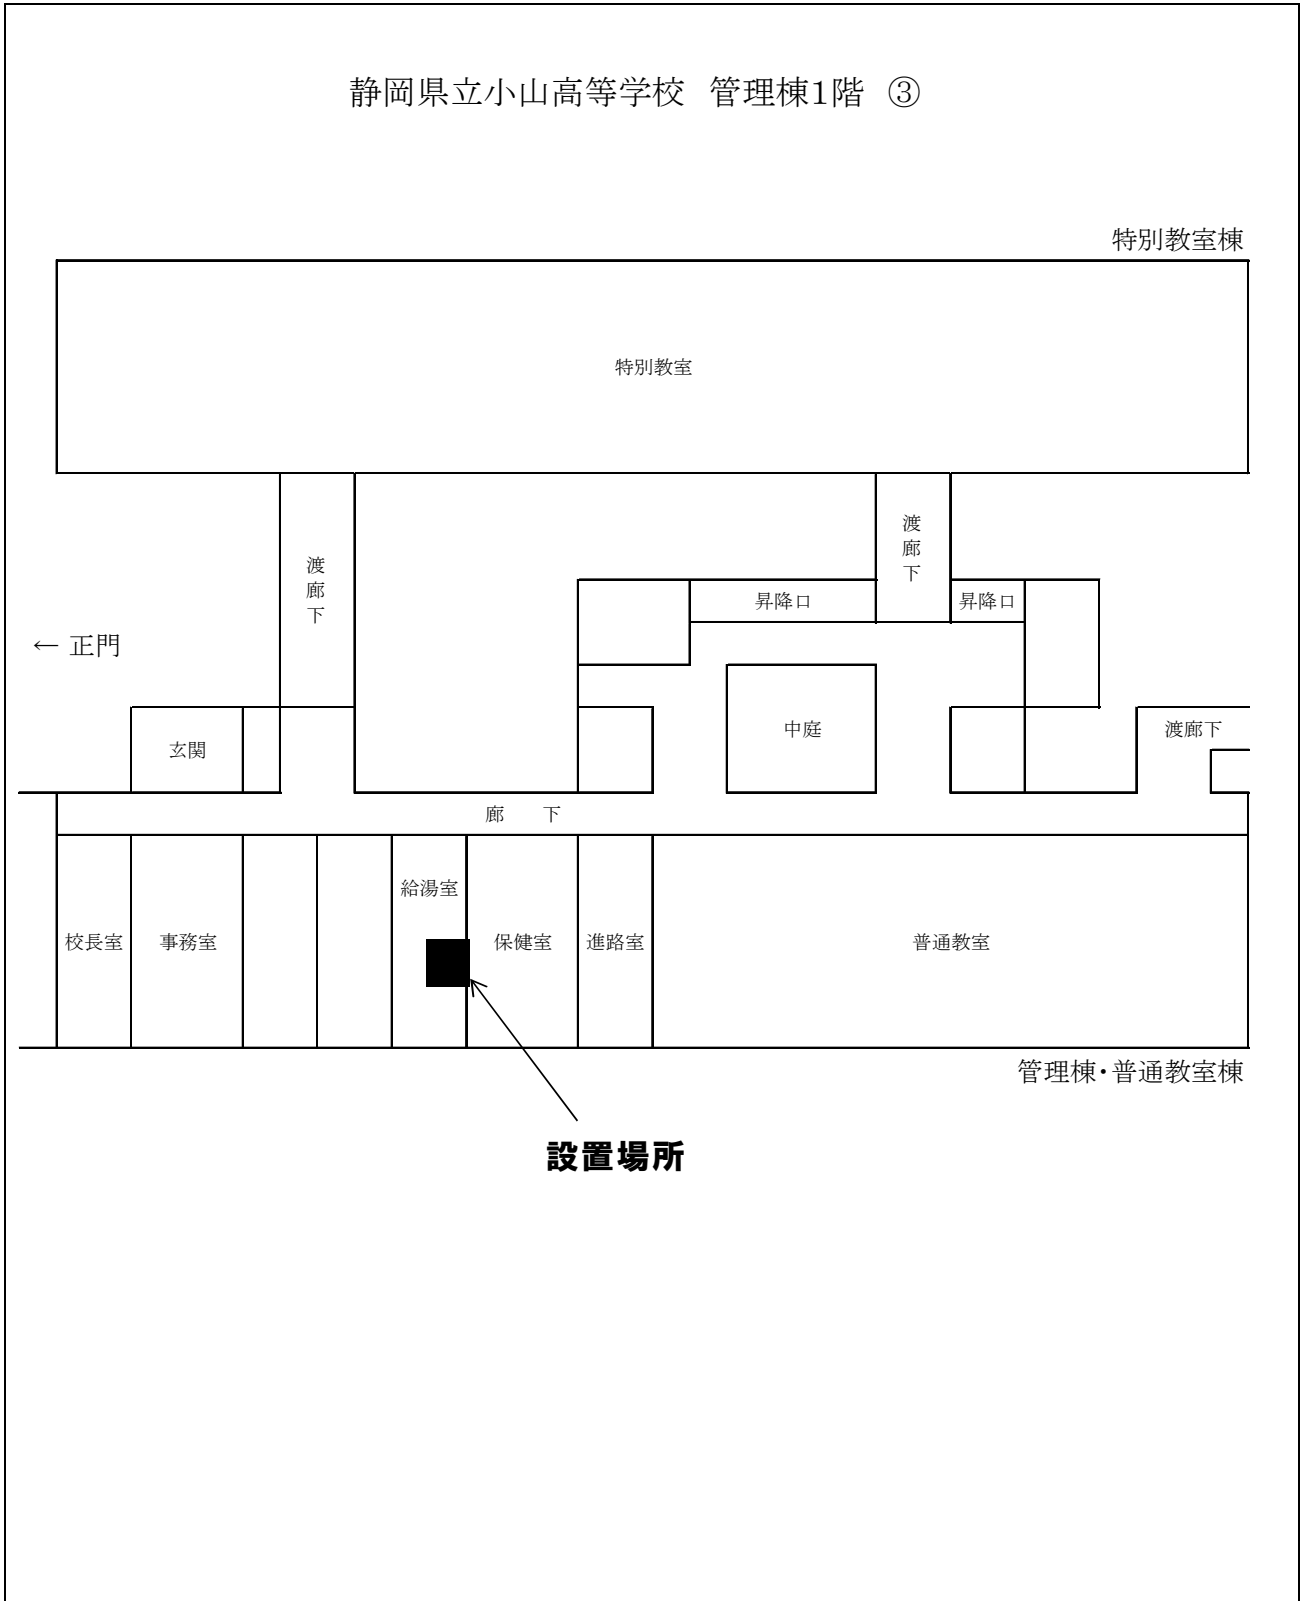 静岡県立小山高等学校 管理棟1階 ③
特別教室棟
特別教室
渡廊下
渡廊下
昇降口
昇降口
← 正門
玄関
中庭
渡廊下
廊 下
給湯室
校長室
事務室
保健室
進路室
普通教室
管理棟・普通教室棟
設置場所